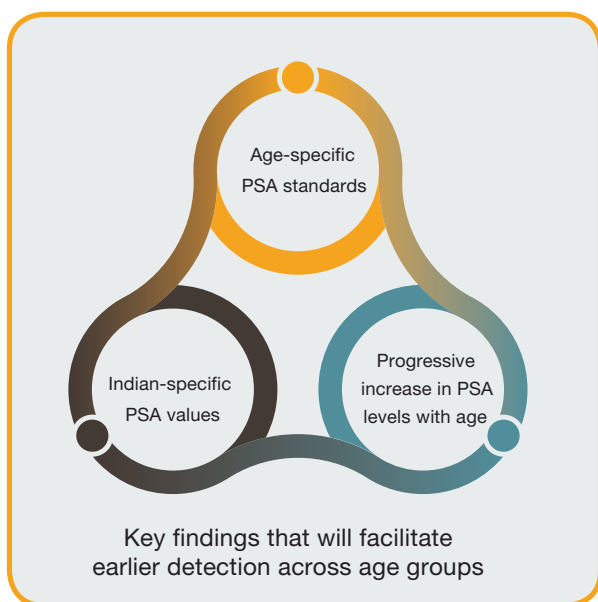 Age-specific
PSA standards
Indian-specific
PSA values
Progressive
increase in PSA
levels with age
Key findings that will facilitate
earlier detection across age groups